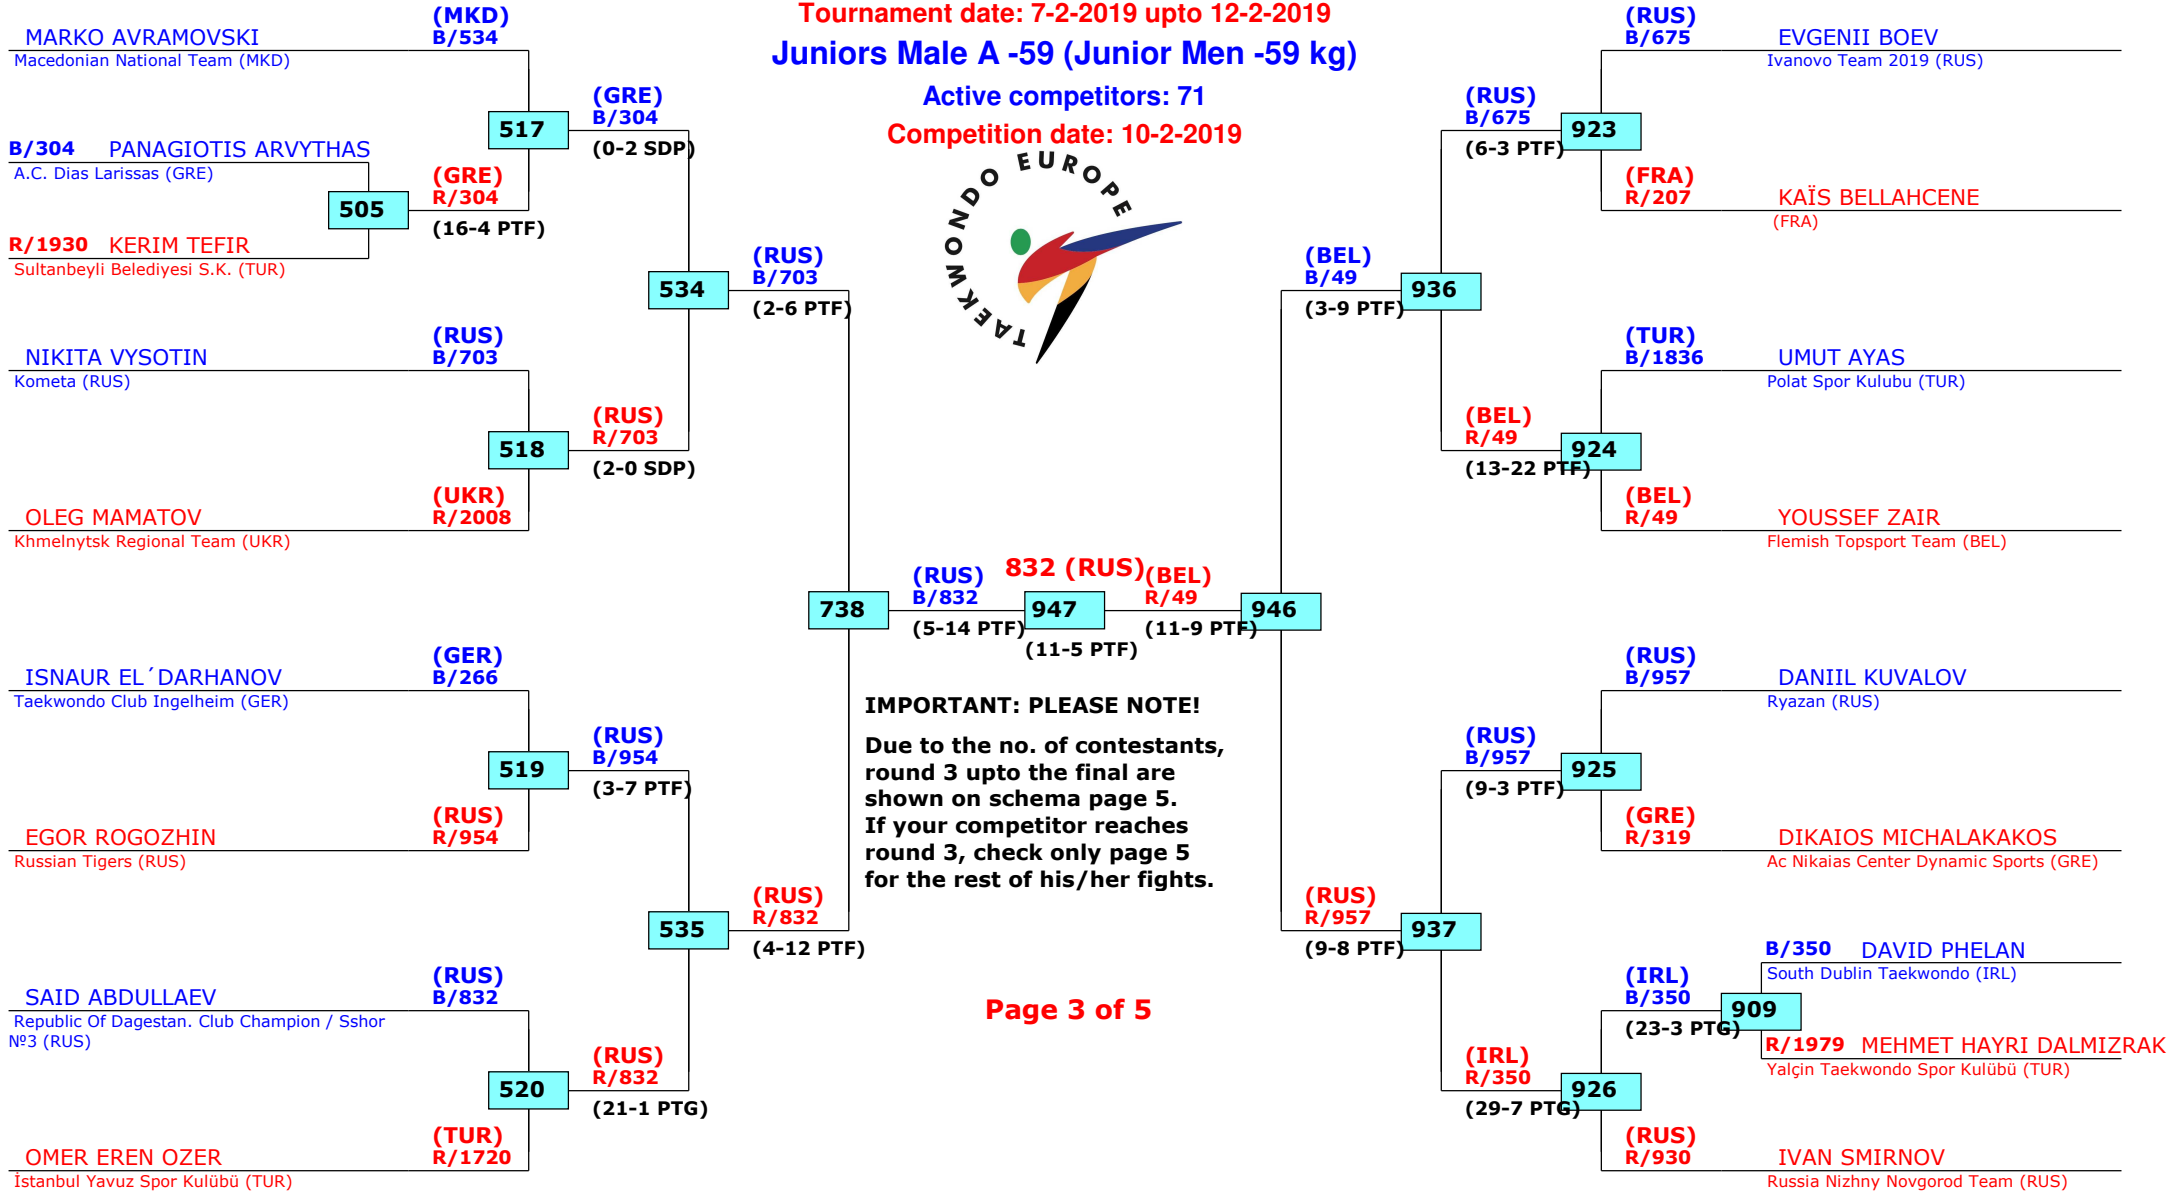 Tournament date: 7-2-2019 upto 12-2-2019
Juniors Male A -59 (Junior Men -59 kg)
Active competitors: 71
Competition date: 10-2-2019
TAEKWONDO EUROPE
(MKD)
MARKO AVRAMOVSKI B/534
Macedonian National Team (MKD)
517
(GRE)
B/304
(0-2 SDP)
B/304 PANAGIOTIS ARVYTHAS
A.C. Dias Larissas (GRE)
505
(GRE)
R/304
(16-4 PTF)
R/1930 KERIM TEFIR
Sultanbeyli Belediyesi S.K. (TUR)
534
(RUS)
B/703
(2-6 PTF)
(RUS)
NIKITA VYSOTIN B/703
Kometa (RUS)
518
(RUS)
R/703
(2-0 SDP)
(UKR)
OLEG MAMATOV R/2008
Khmelnytsk Regional Team (UKR)
738
(RUS)
B/832
(5-14 PTF)
832 (RUS)
947
(11-5 PTF)
(BEL)
R/49
(11-9 PTF)
946
(GER)
ISNAUR EL´DARHANOV B/266
Taekwondo Club Ingelheim (GER)
519
(RUS)
B/954
(3-7 PTF)
(RUS)
EGOR ROGOZHIN R/954
Russian Tigers (RUS)
535
(RUS)
R/832
(4-12 PTF)
(RUS)
SAID ABDULLAEV B/832
Republic Of Dagestan. Club Champion / Sshor
№3 (RUS)
520
(RUS)
R/832
(21-1 PTG)
(TUR)
OMER EREN OZER R/1720
İstanbul Yavuz Spor Kulübü (TUR)
IMPORTANT: PLEASE NOTE!
Due to the no. of contestants,
round 3 upto the final are
shown on schema page 5.
If your competitor reaches
round 3, check only page 5
for the rest of his/her fights.
Page 3 of 5
(RUS)
B/675 EVGENII BOEV
Ivanovo Team 2019 (RUS)
(RUS)
B/675
(6-3 PTF)
923
(FRA)
R/207 KAÏS BELLAHCENE
(FRA)
(BEL)
B/49
(3-9 PTF)
936
(TUR)
B/1836 UMUT AYAS
Polat Spor Kulubu (TUR)
(BEL)
R/49
(13-22 PTF)
924
(BEL)
R/49 YOUSSEF ZAIR
Flemish Topsport Team (BEL)
(RUS)
B/957 DANIIL KUVALOV
Ryazan (RUS)
(RUS)
B/957
(9-3 PTF)
925
(GRE)
R/319 DIKAIOS MICHALAKAKOS
Ac Nikaias Center Dynamic Sports (GRE)
(RUS)
R/957
(9-8 PTF)
937
B/350 DAVID PHELAN
South Dublin Taekwondo (IRL)
(IRL)
B/350
(23-3 PTG)
909
R/1979 MEHMET HAYRI DALMIZRAK
Yalçin Taekwondo Spor Kulübü (TUR)
(IRL)
R/350
(29-7 PTG)
926
(RUS)
R/930 IVAN SMIRNOV
Russia Nizhny Novgorod Team (RUS)